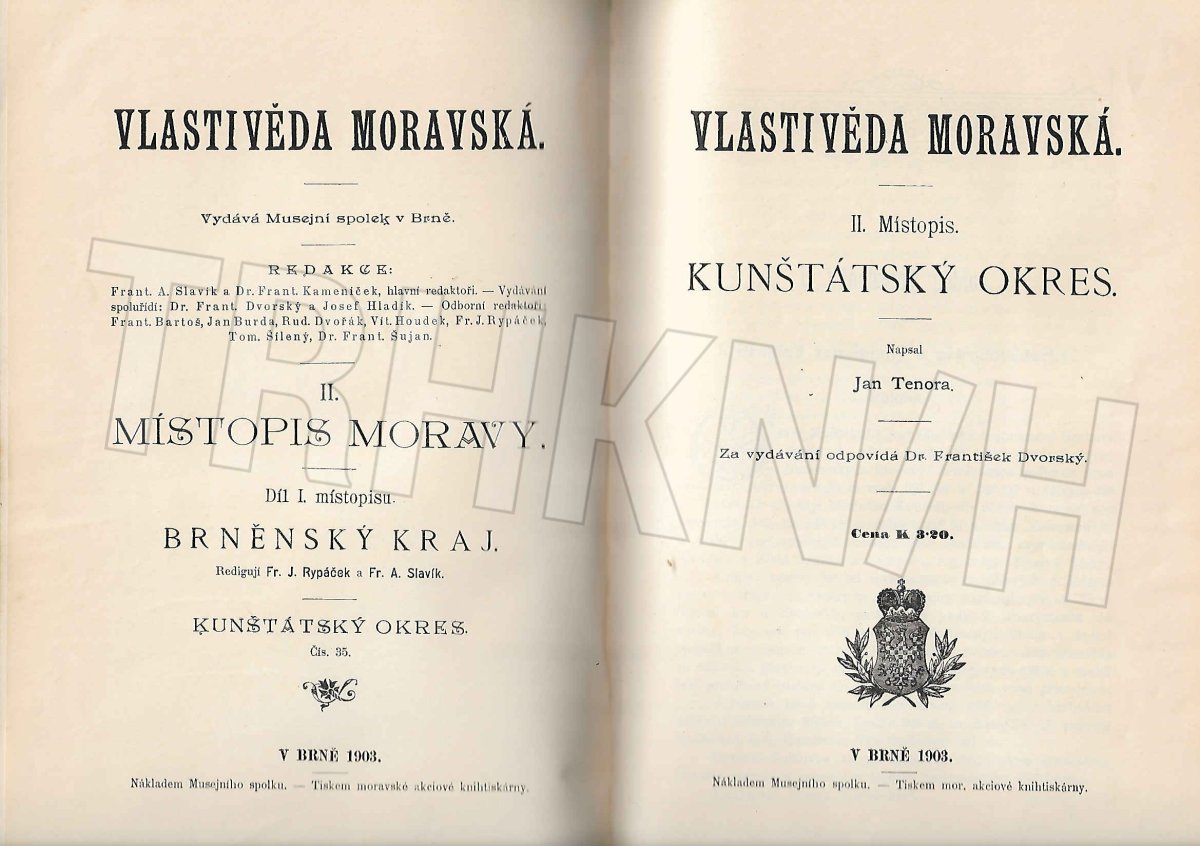 VLASTIVĚDA MORAVSKÁ.
Vydává Musejní spolek v Brně.
REDAKCE:
Frant. A. Slavík a Dr. Frant. Kameníček, hlavní redaktoři. — Vydávání
spoluřídí: Dr. Frant. Dvorský a Josef Hladík. — Odborní redaktoři:
Frant. Bartoš, Jan Burda, Rud. Dvořák, Vít. Houdek, Fr. J. Rypáček,
Tom. Šílený, Dr. Frant. Šujan.
II.
MÍSTOPIS MORAVY.
Díl I. místopisu.
BRNĚNSKÝ KRAJ.
Redigují Fr. J. Rypáček a Fr. A. Slavík.
KUNŠTÁTSKÝ OKRES.
Čís. 35.
V BRNĚ 1903.
Nákladem Musejního spolku. — Tiskem moravské akciové knihtiskárny.
VLASTIVĚDA MORAVSKÁ.
II. Místopis.
KUNŠTÁTSKÝ OKRES.
Napsal
Jan Tenora.
Za vydávání odpovídá Dr. František Dvorský.
Cena K 3·20.
V BRNĚ 1903.
Nákladem Musejního spolku. — Tiskem mor. akciové knihtiskárny.
TRHKNIH